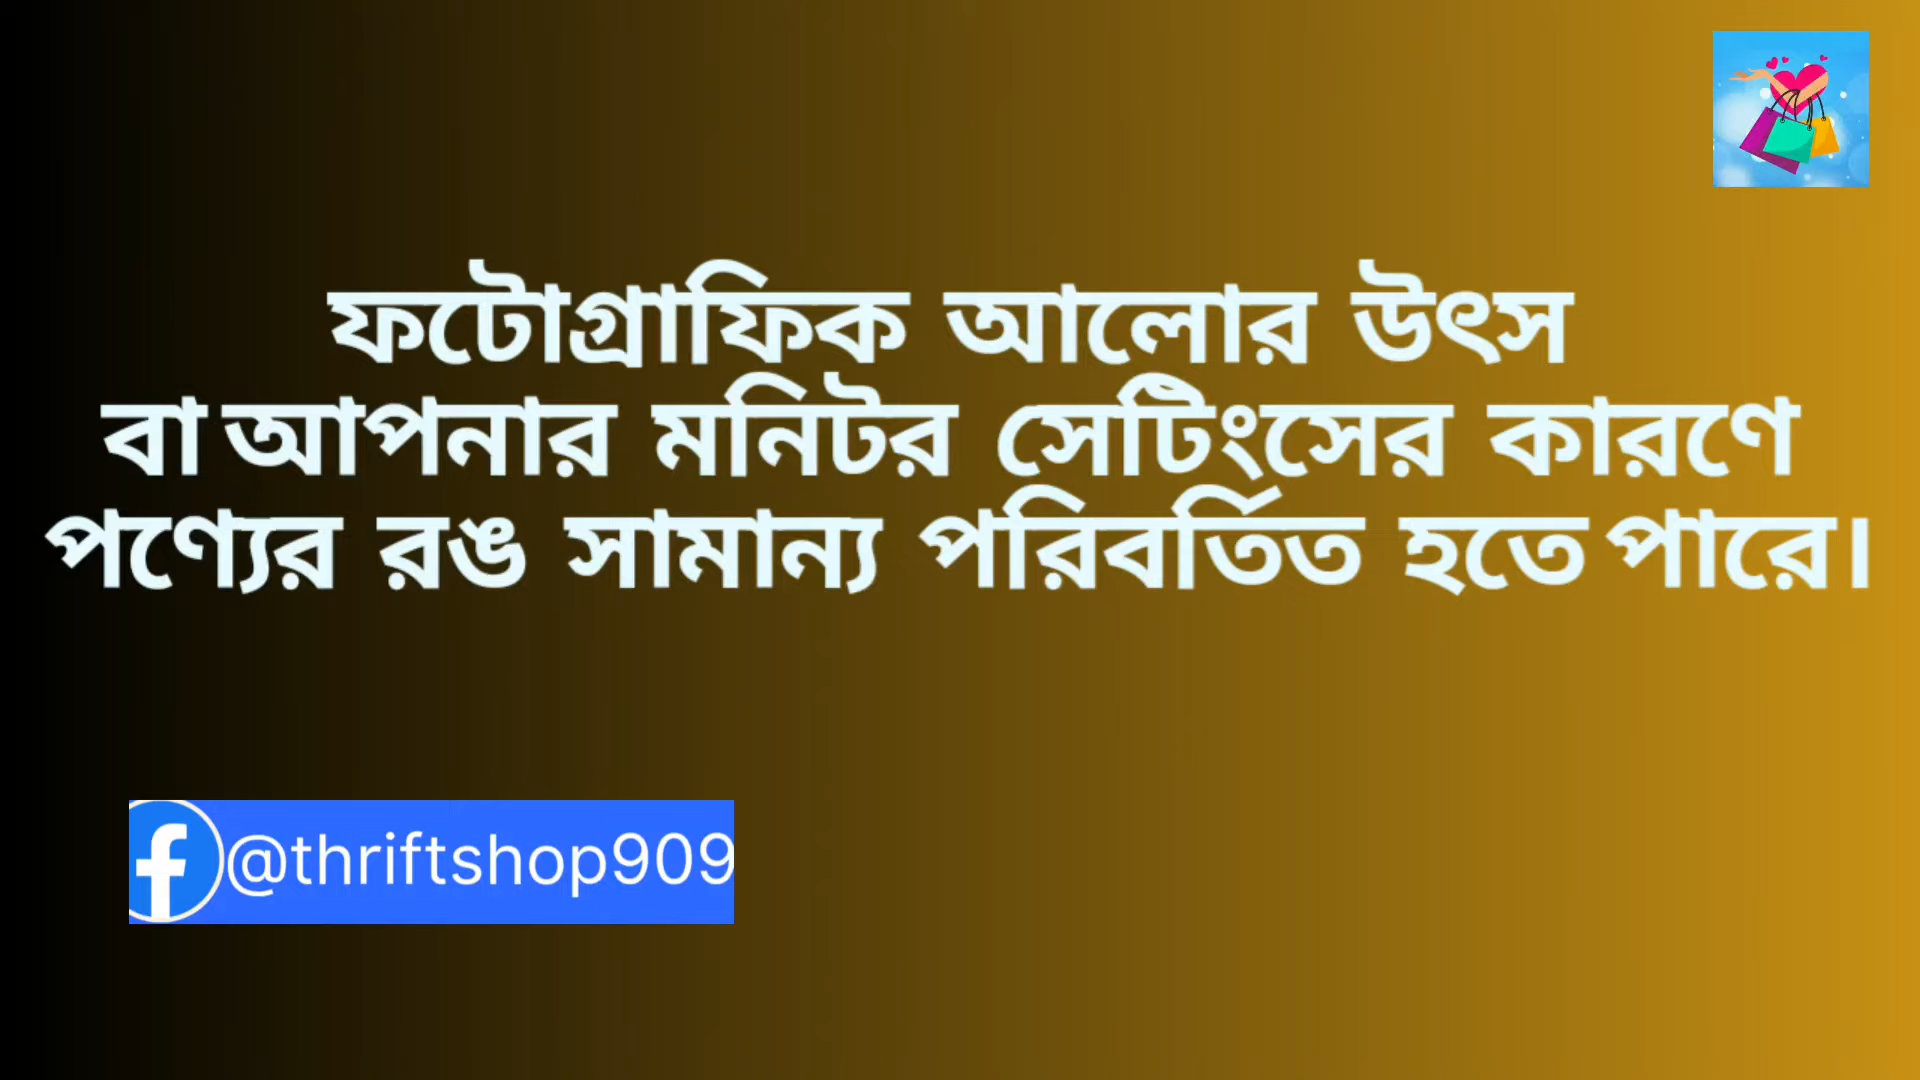 ফটোগ্রাফিক আলোর উৎস
বা আপনার মনিটর সেটিংসের কারণে
পণ্যের রঙ সামান্য পরিবর্তিত হতে পারে।
@thriftshop909